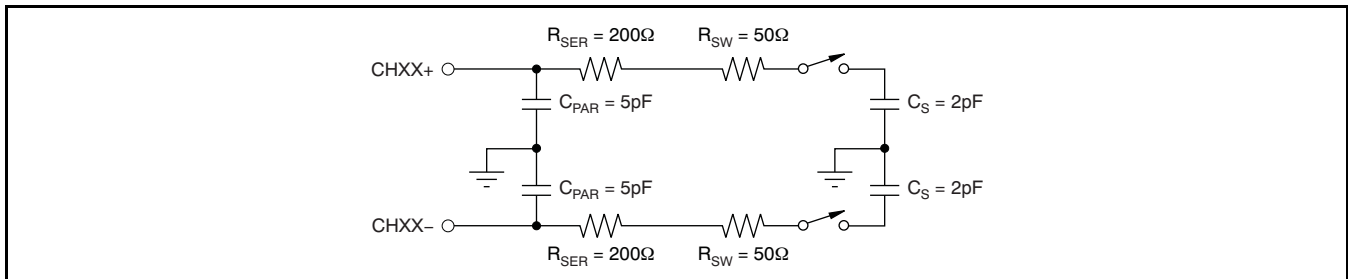 R_SER = 200Ω R_SW = 50Ω
CHXX+
C_PAR = 5pF C_S = 2pF
C_PAR = 5pF C_S = 2pF
CHXX−
R_SER = 200Ω R_SW = 50Ω